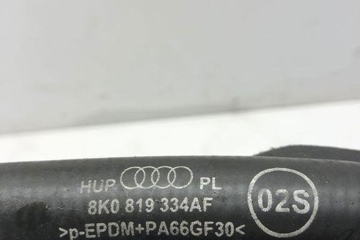 HUP PL
8K0 819 334AF
02S
>p-EPDM+PA66GF30<